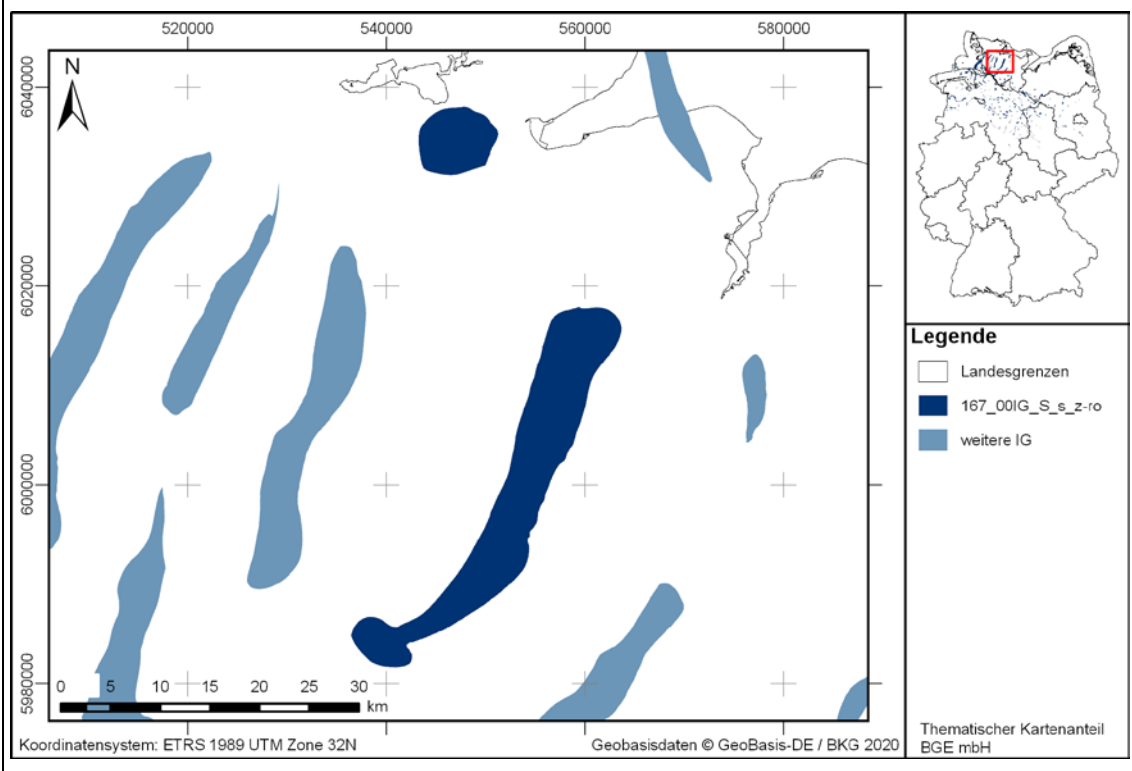 520000 540000 560000 580000
N
6040000
6020000
6000000
5980000
0 5 10 15 20 25 30
km
Koordinatensystem: ETRS 1989 UTM Zone 32N
Geobasisdaten © GeoBasis-DE / BKG 2020
Legende
Landesgrenzen
167_00IG_S_s_z-ro
weitere IG
Thematischer Kartenanteil
BGE mbH